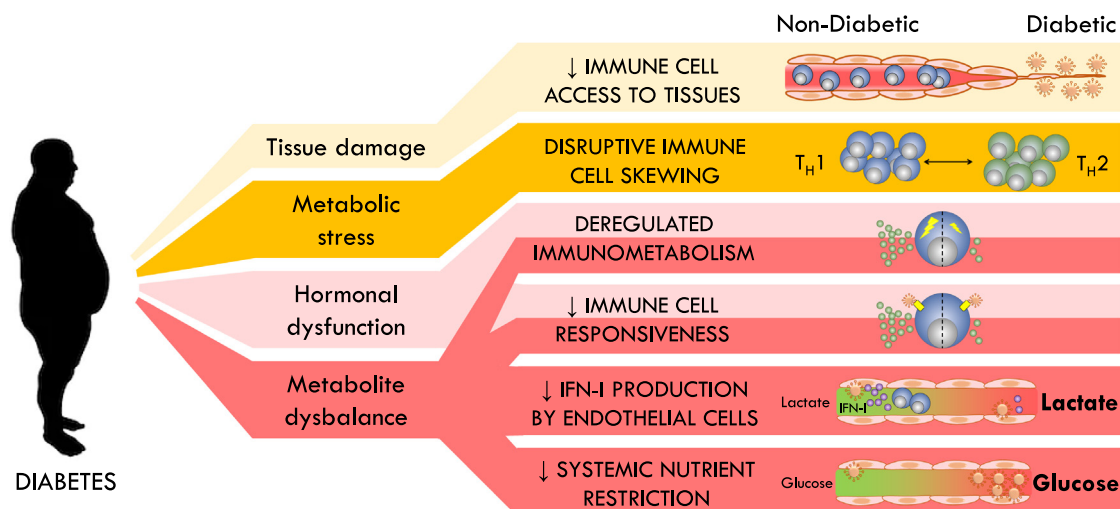 Non-Diabetic
Diabetic
↓ IMMUNE CELL
ACCESS TO TISSUES
Tissue damage
DISRUPTIVE IMMUNE
CELL SKEWING
TH1
TH2
Metabolic
stress
DEREGULATED
IMMUNOMETABOLISM
Hormonal
dysfunction
↓ IMMUNE CELL
RESPONSIVENESS
Metabolite
dysbalance
↓ IFN-I PRODUCTION
BY ENDOTHELIAL CELLS
Lactate
IFN-I
Lactate
↓ SYSTEMIC NUTRIENT
RESTRICTION
Glucose
Glucose
DIABETES